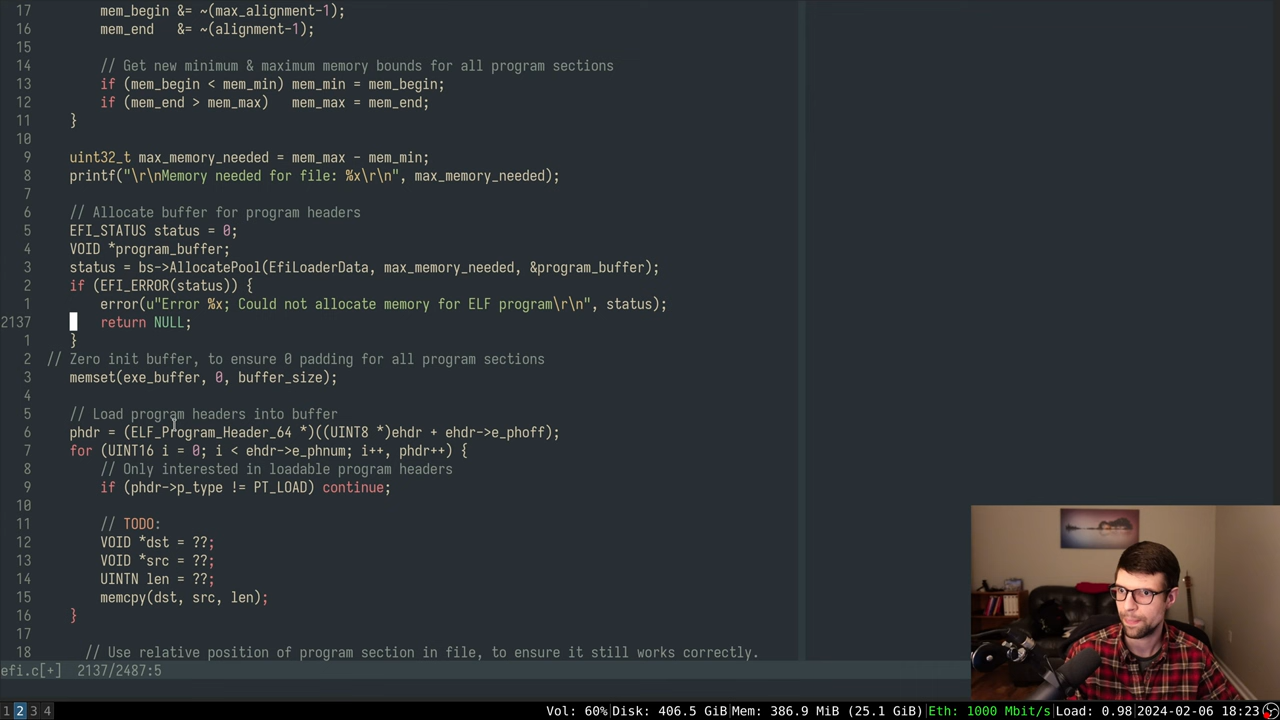 17         mem_begin &= ~(max_alignment-1);
16         mem_end   &= ~(alignment-1);
15
14         // Get new minimum & maximum memory bounds for all program sections
13         if (mem_begin < mem_min) mem_min = mem_begin;
12         if (mem_end > mem_max)   mem_max = mem_end;
11     }
10
9     uint32_t max_memory_needed = mem_max - mem_min;
8     printf("\r\nMemory needed for file: %x\r\n", max_memory_needed);
7
6     // Allocate buffer for program headers
5     EFI_STATUS status = 0;
4     VOID *program_buffer;
3     status = bs->AllocatePool(EfiLoaderData, max_memory_needed, &program_buffer);
2     if (EFI_ERROR(status)) {
1         error(u"Error %x; Could not allocate memory for ELF program\r\n", status);
2137         return NULL;
1     }
2  // Zero init buffer, to ensure 0 padding for all program sections
3     memset(exe_buffer, 0, buffer_size);
4
5     // Load program headers into buffer
6     phdr = (ELF_Program_Header_64 *)((UINT8 *)ehdr + ehdr->e_phoff);
7     for (UINT16 i = 0; i < ehdr->e_phnum; i++, phdr++) {
8         // Only interested in loadable program headers
9         if (phdr->p_type != PT_LOAD) continue;
10
11         // TODO:
12         VOID *dst = ??;
13         VOID *src = ??;
14         UINTN len = ??;
15         memcpy(dst, src, len);
16     }
17
18       // Use relative position of program section in file, to ensure it still works correctly.
efi.c[+]  2137/2487:5
1 2 3 4 Vol: 60%|Disk: 406.5 GiB|Mem: 386.9 MiB (25.1 GiB)|Eth: 1000 Mbit/s|Load: 0.98|2024-02-06 18:23